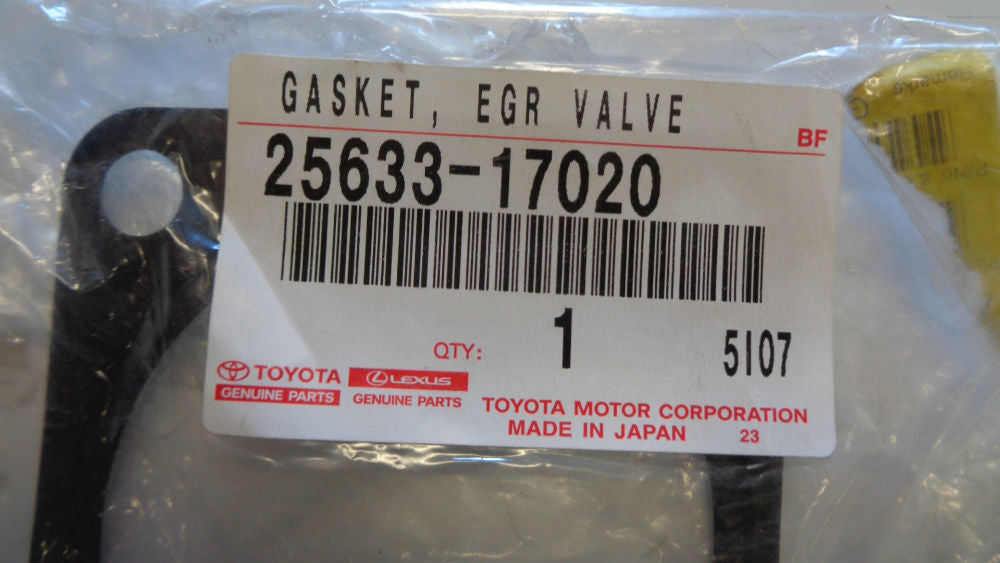 GASKET, EGR VALVE
BF
25633-17020
QTY: 1
5I07
TOYOTA
GENUINE PARTS
LEXUS
GENUINE PARTS
TOYOTA MOTOR CORPORATION
MADE IN JAPAN 23